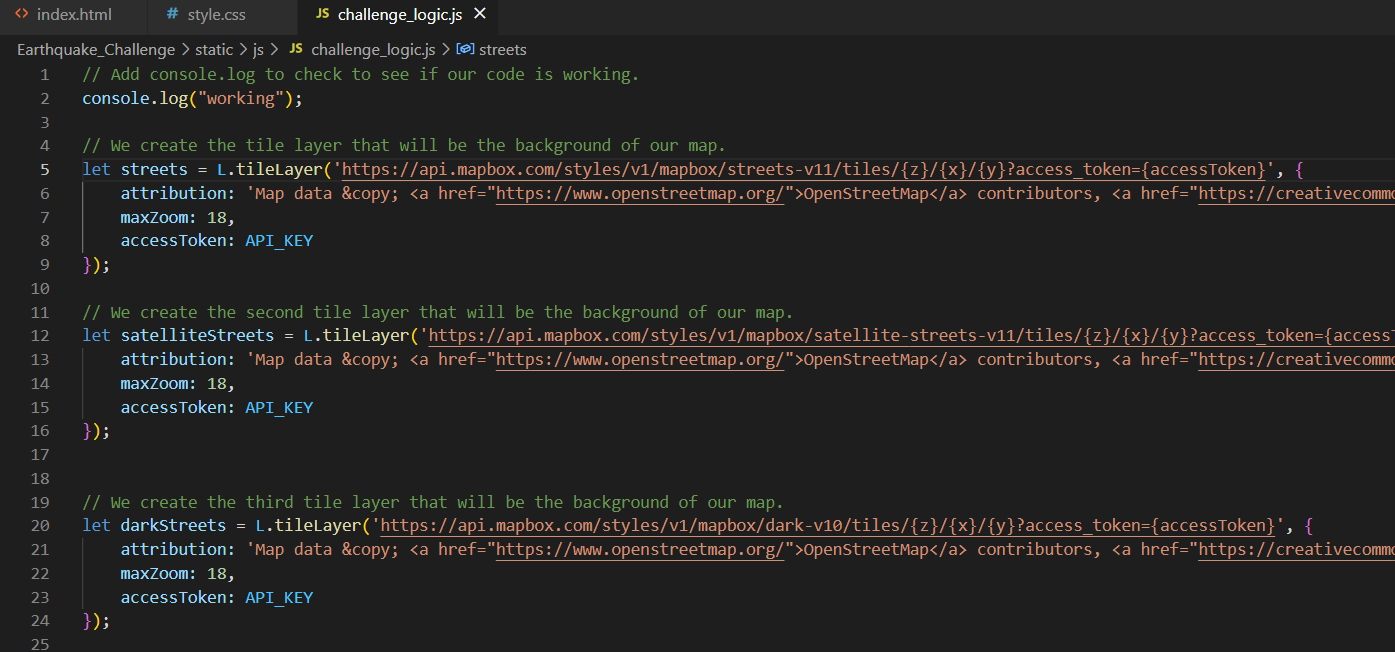 <> index.html # style.css JS challenge_logic.js ×
Earthquake_Challenge > static > js > JS challenge_logic.js > streets
1 // Add console.log to check to see if our code is working.
2 console.log("working");
3
4 // We create the tile layer that will be the background of our map.
5 let streets = L.tileLayer('https://api.mapbox.com/styles/v1/mapbox/streets-v11/tiles/{z}/{x}/{y}?access_token={accessToken}', {
6 attribution: 'Map data &copy; <a href="https://www.openstreetmap.org/">OpenStreetMap</a> contributors, <a href="https://creativecommo
7 maxZoom: 18,
8 accessToken: API_KEY
9 });
10
11 // We create the second tile layer that will be the background of our map.
12 let satelliteStreets = L.tileLayer('https://api.mapbox.com/styles/v1/mapbox/satellite-streets-v11/tiles/{z}/{x}/{y}?access_token={access
13 attribution: 'Map data &copy; <a href="https://www.openstreetmap.org/">OpenStreetMap</a> contributors, <a href="https://creativecommo
14 maxZoom: 18,
15 accessToken: API_KEY
16 });
17
18
19 // We create the third tile layer that will be the background of our map.
20 let darkStreets = L.tileLayer('https://api.mapbox.com/styles/v1/mapbox/dark-v10/tiles/{z}/{x}/{y}?access_token={accessToken}', {
21 attribution: 'Map data &copy; <a href="https://www.openstreetmap.org/">OpenStreetMap</a> contributors, <a href="https://creativecommo
22 maxZoom: 18,
23 accessToken: API_KEY
24 });
25